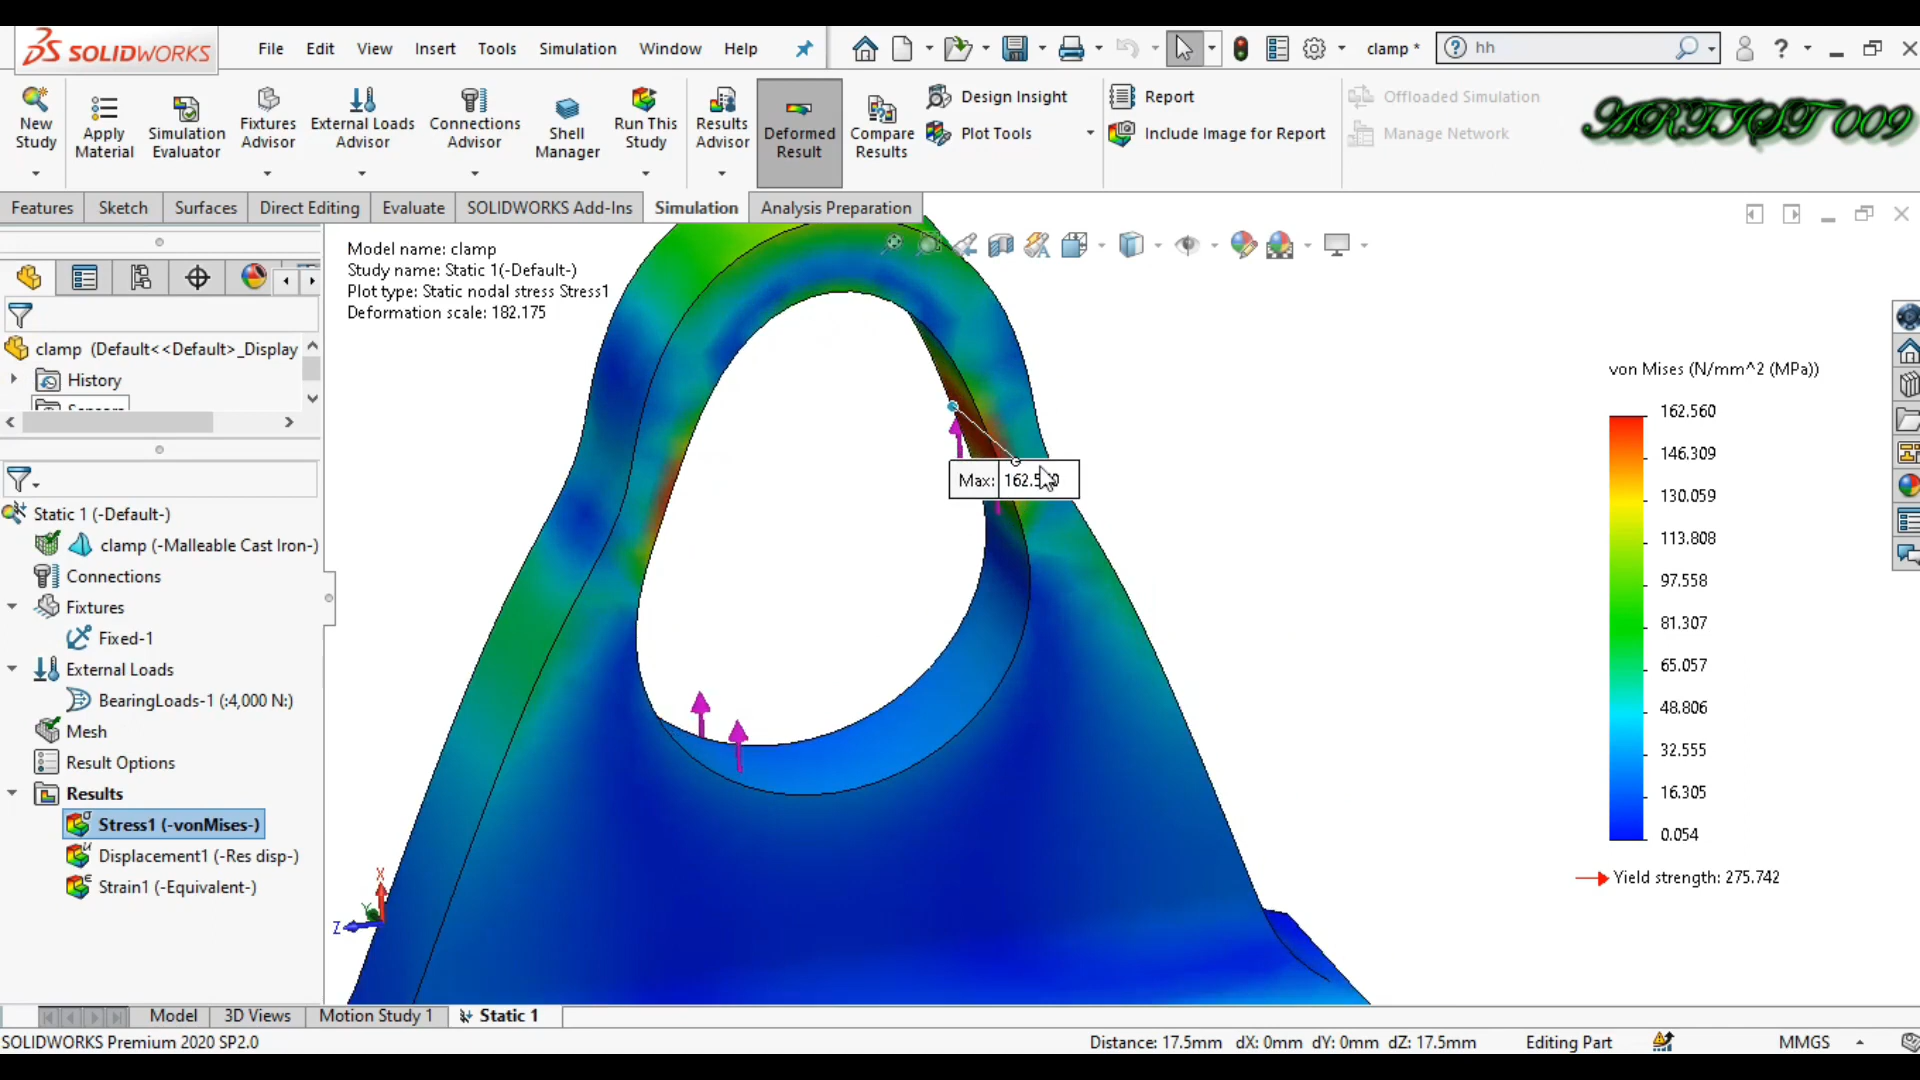 SOLIDWORKS
File Edit View Insert Tools Simulation Window Help
clamp *
hh
New Study
Apply Material
Simulation Evaluator
Fixtures Advisor
External Loads Advisor
Connections Advisor
Shell Manager
Run This Study
Results Advisor
Deformed Result
Compare Results
Design Insight
Plot Tools
Report
Include Image for Report
Offloaded Simulation
Manage Network
ARTIST 009
Features Sketch Surfaces Direct Editing Evaluate SOLIDWORKS Add-Ins Simulation Analysis Preparation
Model name: clamp
Study name: Static 1(-Default-)
Plot type: Static nodal stress Stress1
Deformation scale: 182.175
clamp (Default<<Default>_Display
History
Static 1 (-Default-)
clamp (-Malleable Cast Iron-)
Connections
Fixtures
Fixed-1
External Loads
BearingLoads-1 (:4,000 N:)
Mesh
Result Options
Results
Stress1 (-vonMises-)
Displacement1 (-Res disp-)
Strain1 (-Equivalent-)
Max:
von Mises (N/mm^2 (MPa))
162.560
146.309
130.059
113.808
97.558
81.307
65.057
48.806
32.555
16.305
0.054
Yield strength: 275.742
X
Y
Z
Model 3D Views Motion Study 1 Static 1
SOLIDWORKS Premium 2020 SP2.0
Distance: 17.5mm dX: 0mm dY: 0mm dZ: 17.5mm
Editing Part
MMGS